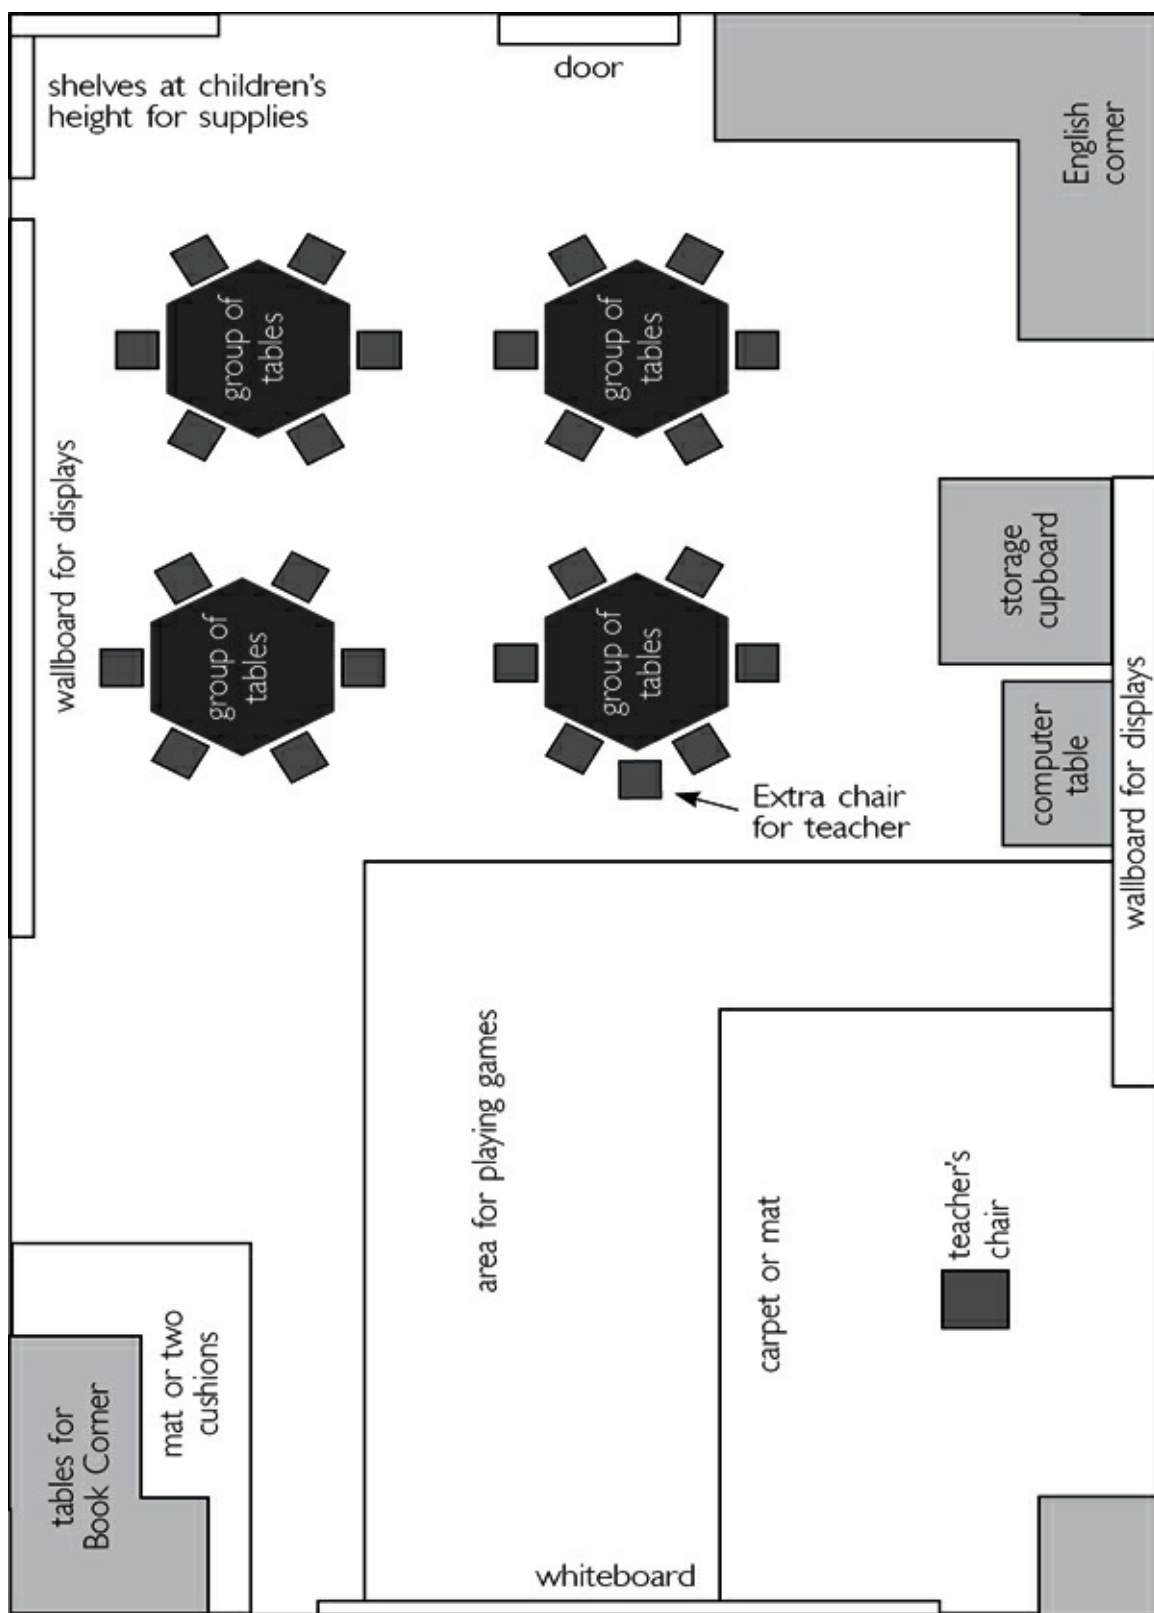 door
shelves at children's
height for supplies
English
corner
group of
tables
group of
tables
wallboard for displays
storage
cupboard
group of
tables
group of
tables
computer
table
wallboard for displays
Extra chair
for teacher
area for playing games
carpet or mat
teacher's
chair
mat or two
cushions
tables for
Book Corner
whiteboard